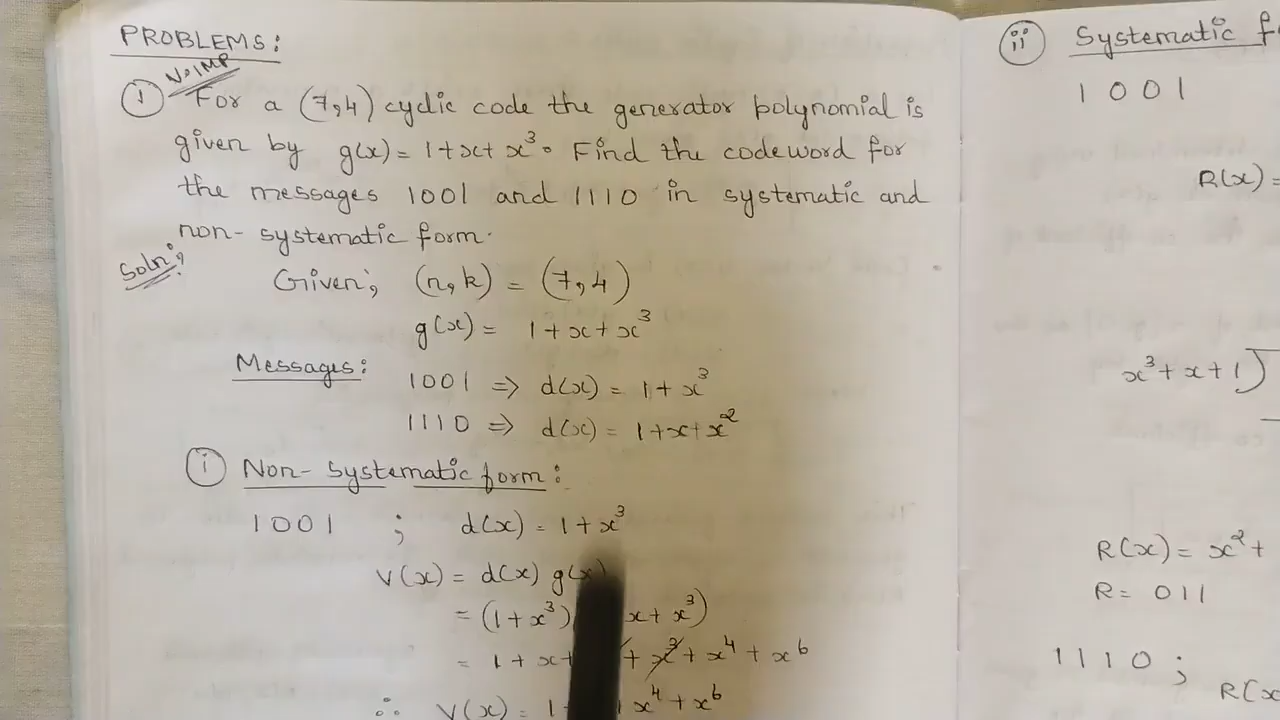 PROBLEMS:
V.IMP
① For a (7,4) cyclic code the generator polynomial is
given by g(x) = 1+x+x³. Find the codeword for
the messages 1001 and 1110 in systematic and
non-systematic form.
Soln:
Given; (n,k) = (7,4)
g(x) = 1+x+x³
Messages:
1001 => d(x) = 1+x³
1110 => d(x) = 1+x+x²
ⓘ Non-systematic form:
1001 ; d(x) = 1+x³
V(x) = d(x) g(x)
= (1+x³) x+x³)
= 1+x+ +x³+x⁴+x⁶
∴ V(x) = 1 x⁴+x⁶
ⓘⓘ Systematic
1001
R(x) =
x³+x+1)
R(x) = x²+
R = 011
1110 ;
R(x